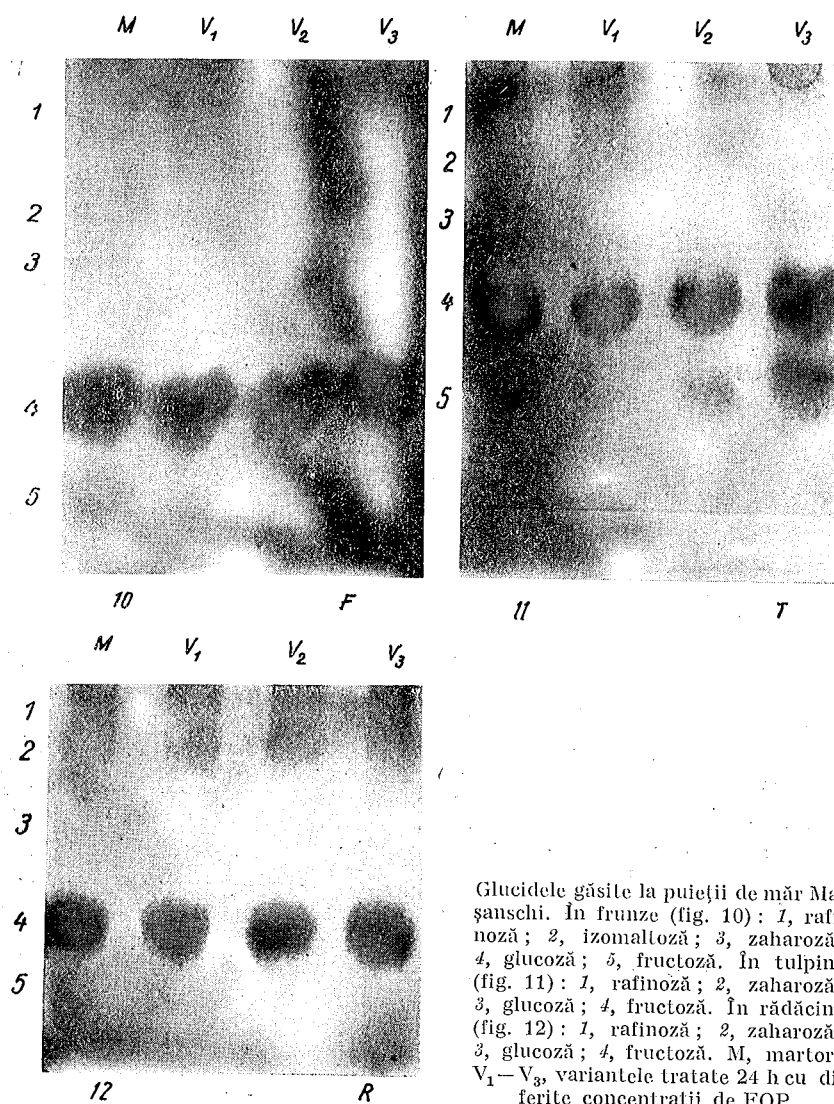 M V₁ V₂ V₃
1
2
3
4
5
10 F
M V₁ V₂ V₃
1
2
3
4
5
11 T
M V₁ V₂ V₃
1
2
3
4
5
12 R
Glucidele găsite la puieții de măr Ma
șanschi. În frunze (fig. 10) : 1, rafi
noză ; 2, izomaltoză ; 3, zaharoză
4, glucoză ; 5, fructoză. În tulpin
(fig. 11) : 1, rafinoză ; 2, zaharoză
3, glucoză ; 4, fructoză. În rădăcin
(fig. 12) : 1, rafinoză ; 2, zaharoză
3, glucoză ; 4, fructoză. M, martor
V₁—V₃, variantele tratate 24 h cu di
ferite concentrații de EOP